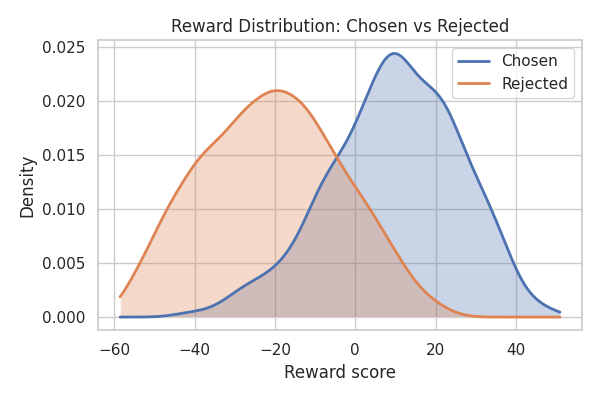 Reward Distribution: Chosen vs Rejected
0.025
0.020
0.015
0.010
0.005
0.000
Density
Chosen
Rejected
−60
−40
−20
0
20
40
Reward score